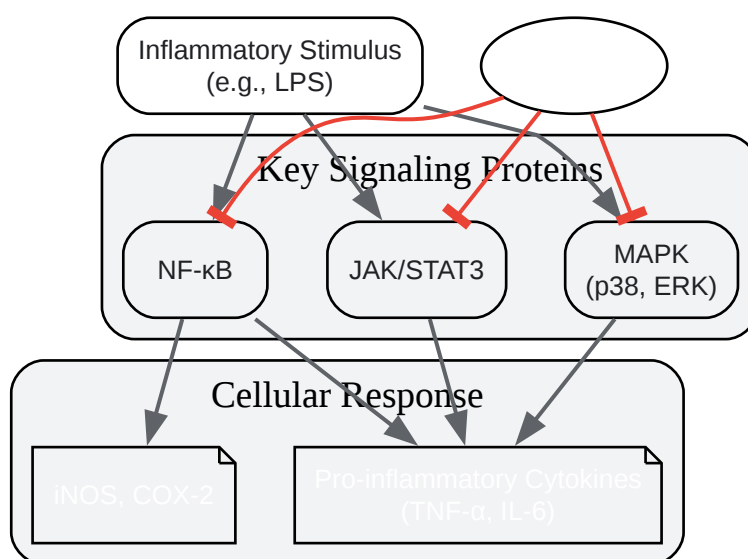 Inflammatory Stimulus
(e.g., LPS)
Key Signaling Proteins
NF-κB
JAK/STAT3
MAPK
(p38, ERK)
Cellular Response
iNOS, COX-2
Pro-inflammatory Cytokines
(TNF-α, IL-6)